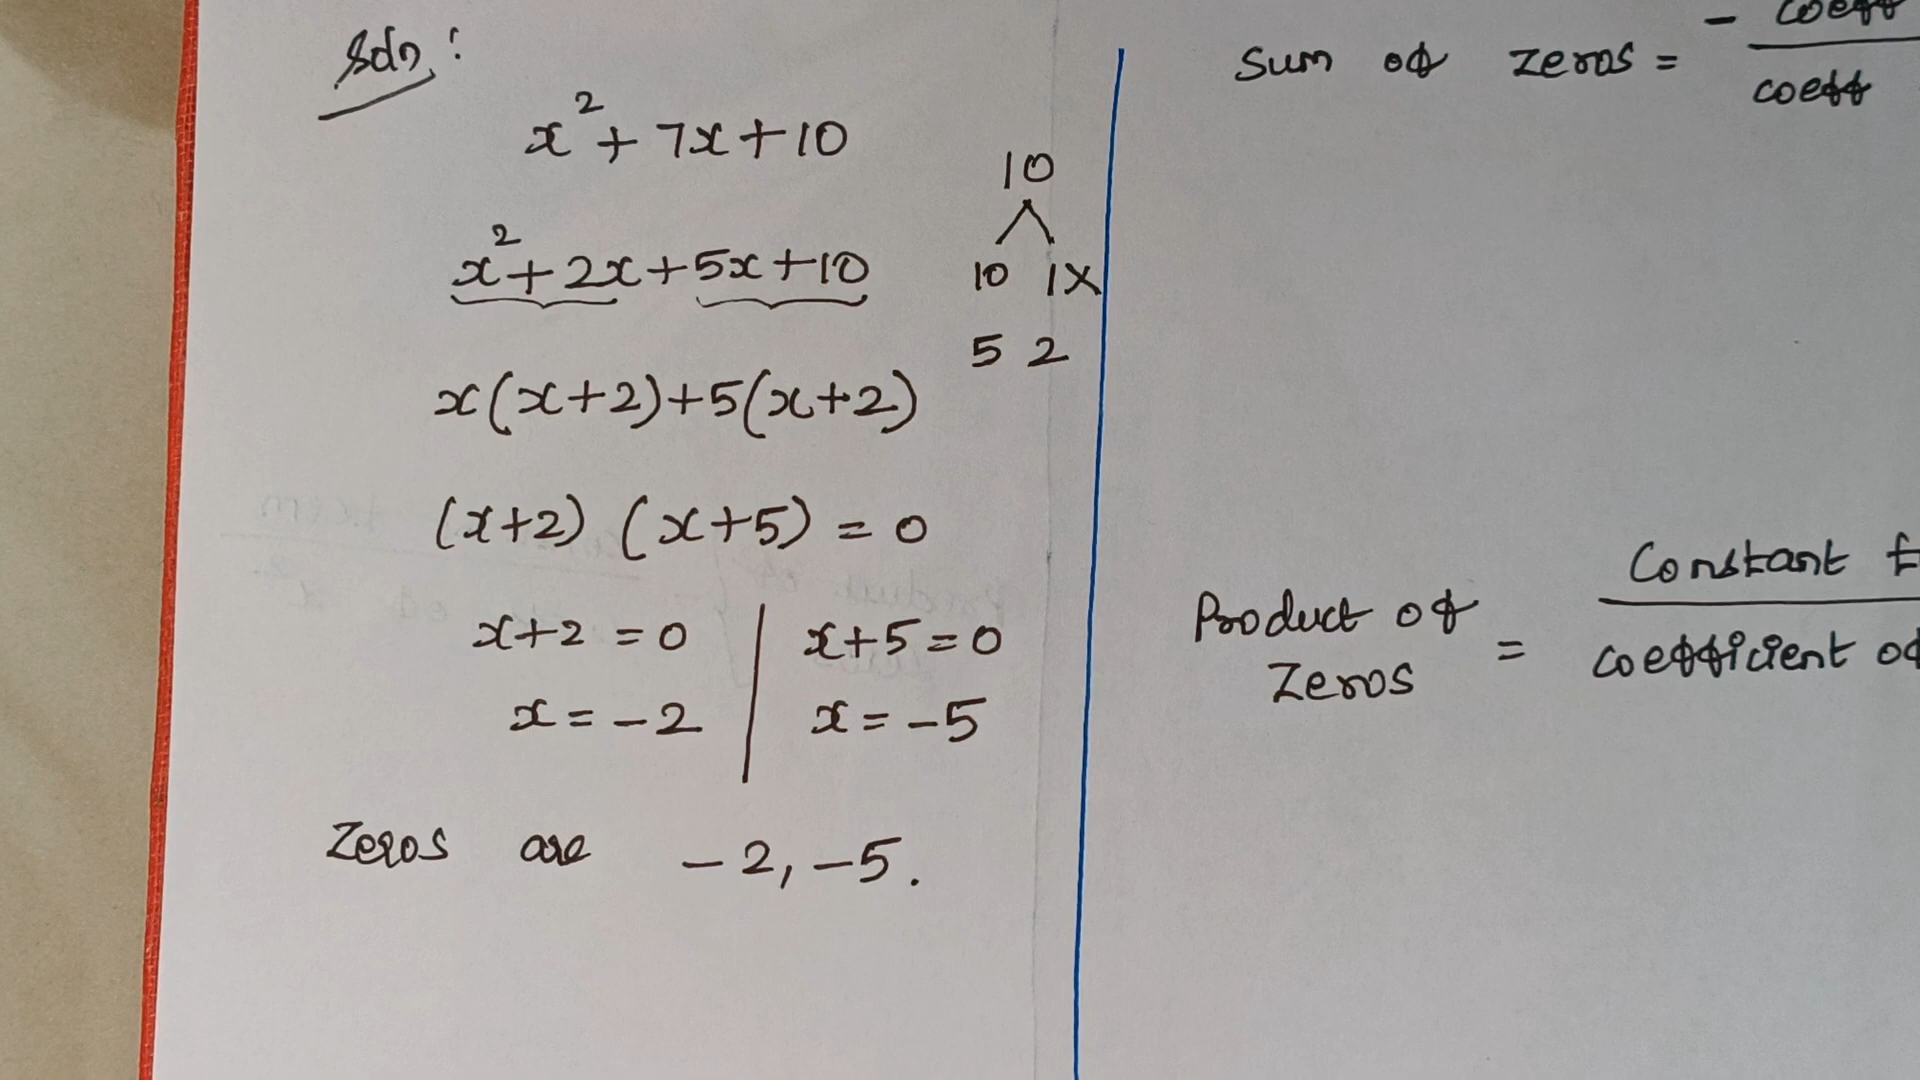 Soln :
x² + 7x + 10
x² + 2x + 5x + 10
x(x+2)+5(x+2)
(x+2) (x+5) = 0
x+2 = 0 | x+5 = 0
x = -2 | x = -5
Zeros are -2, -5.
10
10 1 X
5 2
- coeff
Sum of zeros =
coeff
Constant
Product of Zeros =
coefficient of